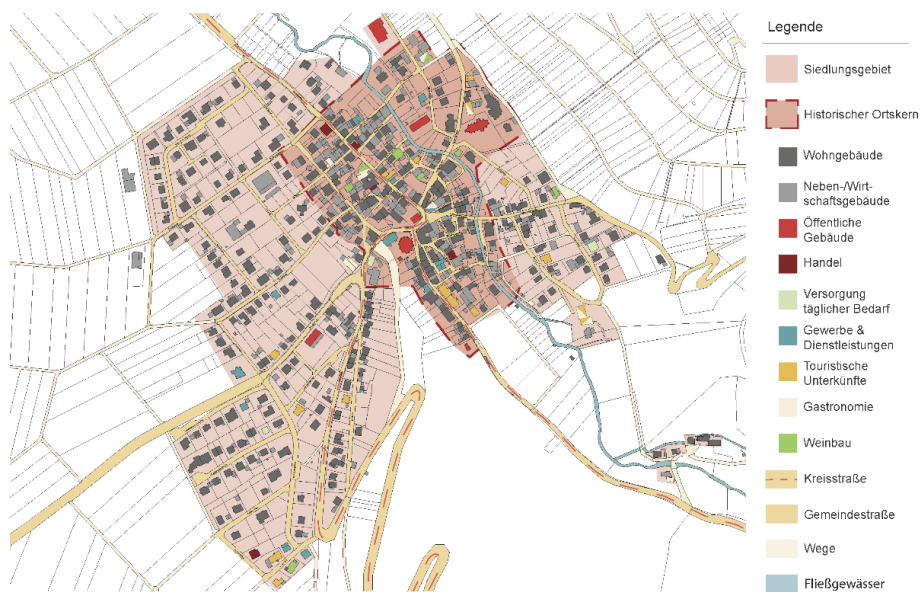 Legende
Siedlungsgebiet
Historischer Ortskern
Wohngebäude
Neben-/Wirt-
schaftsgebäude
Öffentliche
Gebäude
Handel
Versorgung
täglicher Bedarf
Gewerbe &
Dienstleistungen
Touristische
Unterkünfte
Gastronomie
Weinbau
Kreisstraße
Gemeindestraße
Wege
Fließgewässer